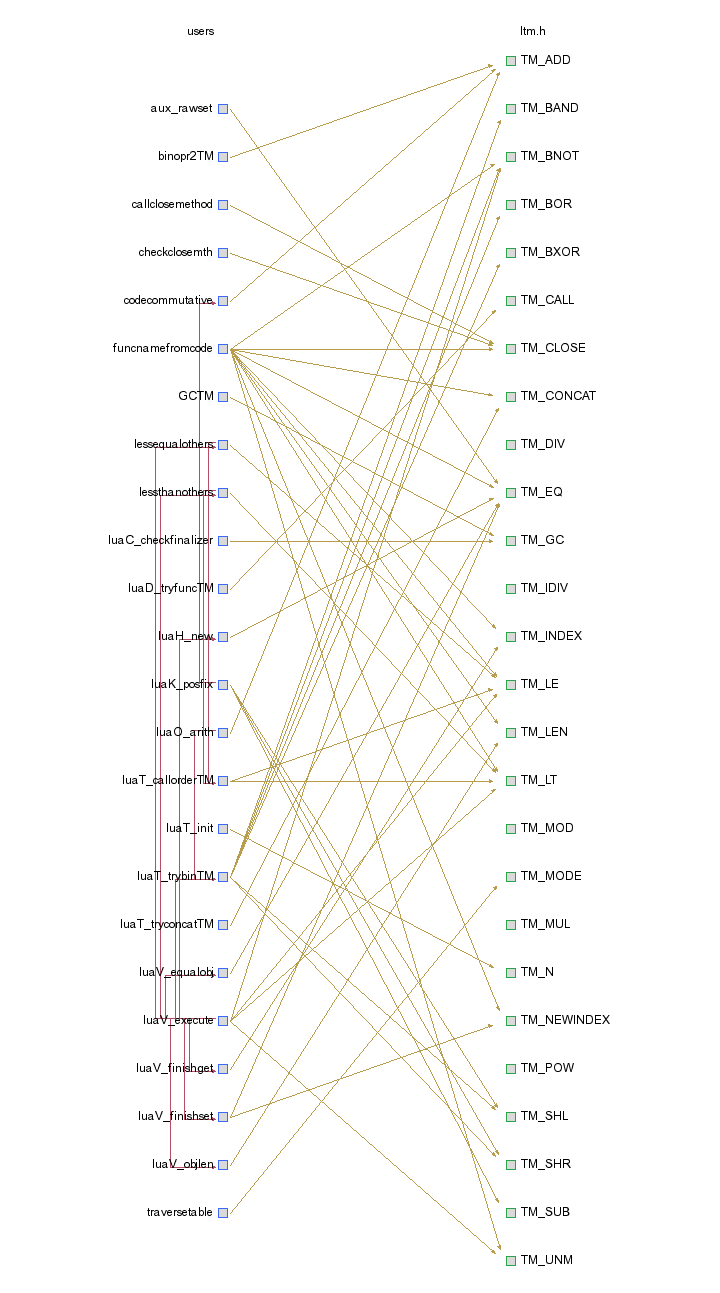 users
ltm.h
TM_ADD
aux_rawset
TM_BAND
binopr2TM
TM_BNOT
callclosemethod
TM_BOR
checkclosemth
TM_BXOR
codecommutative
TM_CALL
funcnamefromcode
TM_CLOSE
GCTM
TM_CONCAT
lessequalothers
TM_DIV
lessthanothers
TM_EQ
luaC_checkfinalizer
TM_GC
luaD_tryfuncTM
TM_IDIV
luaH_new
TM_INDEX
luaK_posfix
TM_LE
luaO_arith
TM_LEN
luaT_callorderTM
TM_LT
luaT_init
TM_MOD
luaT_trybinTM
TM_MODE
luaT_tryconcatTM
TM_MUL
luaV_equalobj
TM_N
luaV_execute
TM_NEWINDEX
luaV_finishget
TM_POW
luaV_finishset
TM_SHL
luaV_objlen
TM_SHR
traversetable
TM_SUB
TM_UNM